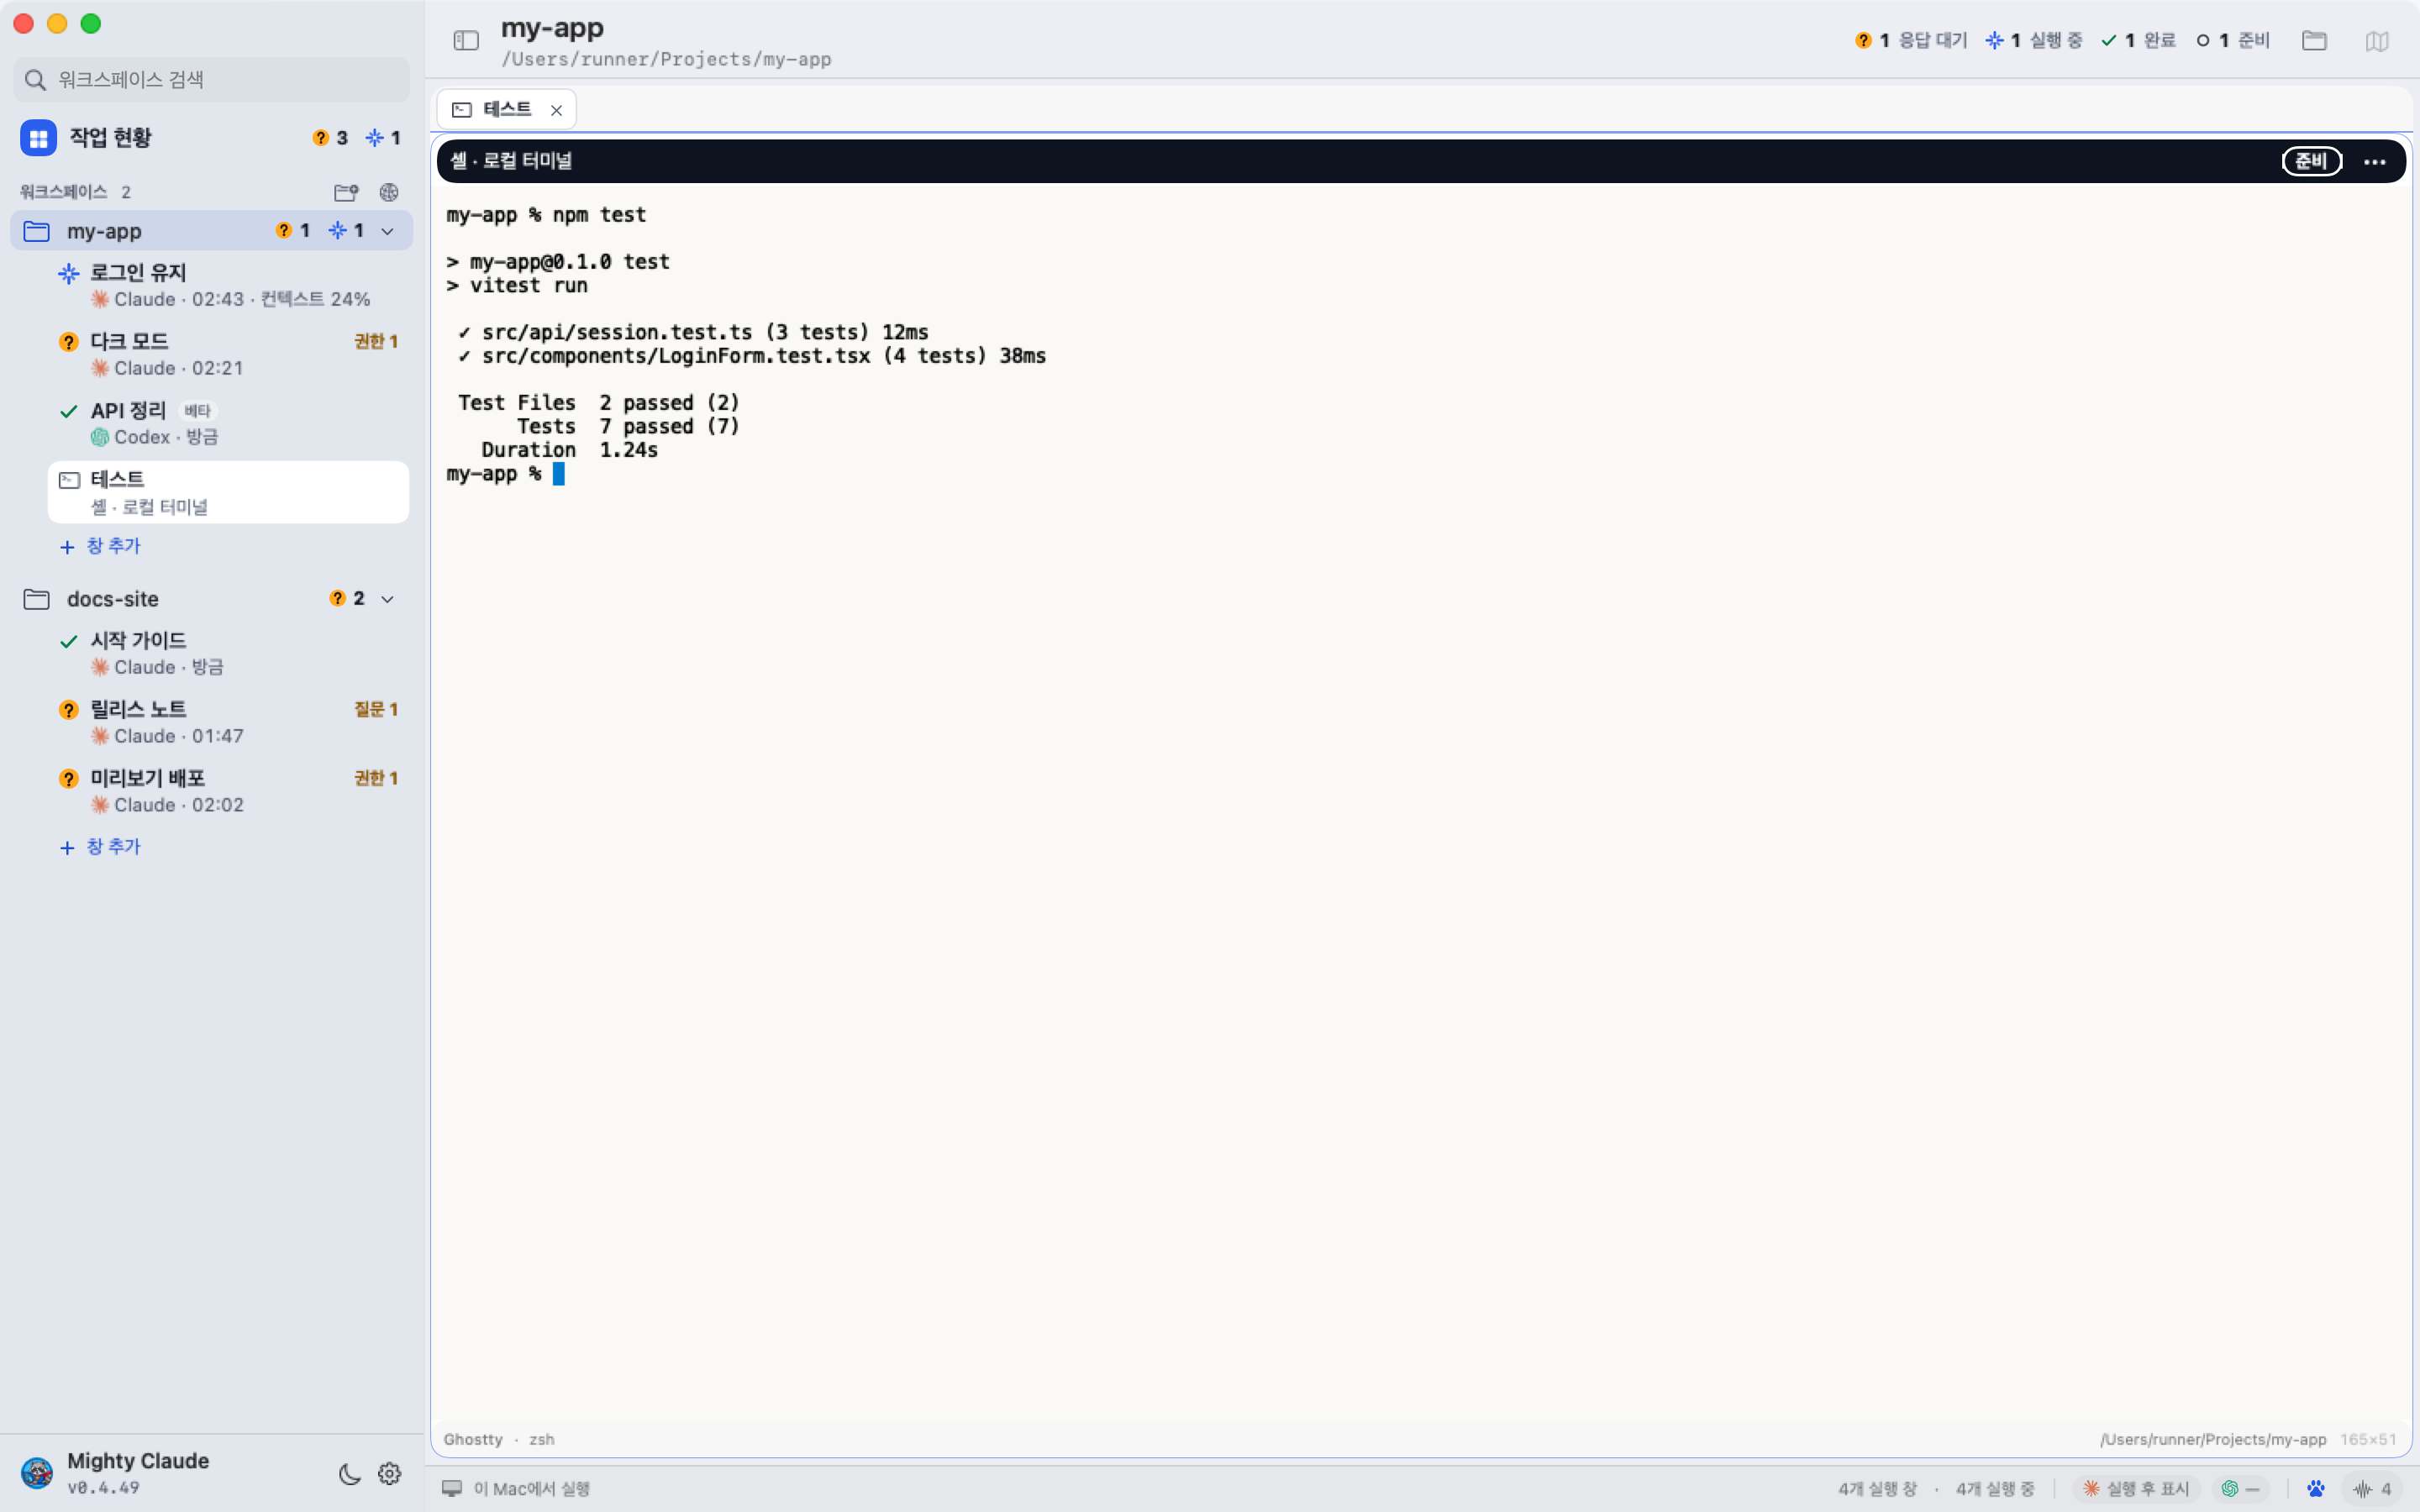 워크스페이스 검색
작업 현황 3 1
워크스페이스 2
my-app 1 1
로그인 유지
Claude · 02:43 · 컨텍스트 24%
다크 모드 권한 1
Claude · 02:21
API 정리 베타
Codex · 방금
테스트
셸 · 로컬 터미널
+ 창 추가
docs-site 2
시작 가이드
Claude · 방금
릴리스 노트 질문 1
Claude · 01:47
미리보기 배포 권한 1
Claude · 02:02
+ 창 추가
Mighty Claude
v0.4.49
my-app
/Users/runner/Projects/my-app
1 응답 대기 1 실행 중 1 완료 1 준비
테스트
셸 · 로컬 터미널 준비
my-app % npm test
> my-app@0.1.0 test
> vitest run
✓ src/api/session.test.ts (3 tests) 12ms
✓ src/components/LoginForm.test.tsx (4 tests) 38ms
Test Files 2 passed (2)
Tests 7 passed (7)
Duration 1.24s
my-app %
Ghostty · zsh /Users/runner/Projects/my-app 165×51
이 Mac에서 실행 4개 실행 창 · 4개 실행 중 실행 후 표시 — 4